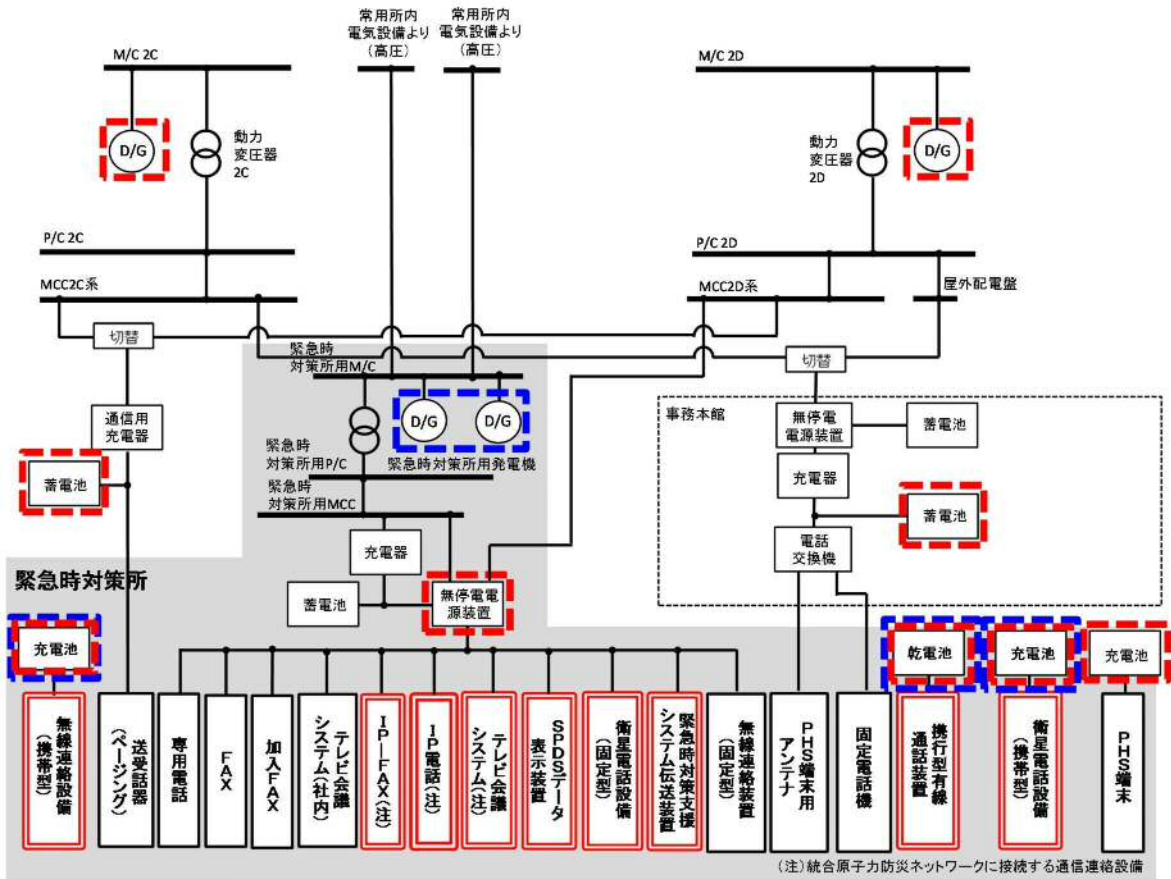 常用所内
電気設備より
(高圧)
常用所内
電気設備より
(高圧)
M/C 2C
M/C 2D
D/G
動力
変圧器
2C
動力
変圧器
2D
D/G
P/C 2C
P/C 2D
MCC2C系
MCC2D系
屋外配電盤
切替
緊急時
対策所用M/C
切替
通信用
充電器
D/G
D/G
事務本館
無停電
電源装置
蓄電池
緊急時
対策所用P/C
緊急時対策所用発電機
蓄電池
緊急時
対策所用MCC
充電器
蓄電池
充電器
電話
交換機
緊急時対策所
蓄電池
無停電電
源装置
充電池
乾電池
充電池
充電池
無線連絡設備
(携帯型)
送受話器
(ページング)
専用電話
FAX
加入FAX
テレビ会議
システム(社内)
IP-FAX(注)
IP電話(注)
テレビ会議
システム(注)
SPDSデータ
表示装置
衛星電話設備
(固定型)
緊急時対策支援
システム伝送装置
無線連絡装置
(固定型)
PHS端末用
アンテナ
固定電話機
携行型有線
通話装置
衛星電話設備
(携帯型)
PHS端末
(注)統合原子力防災ネットワークに接続する通信連絡設備